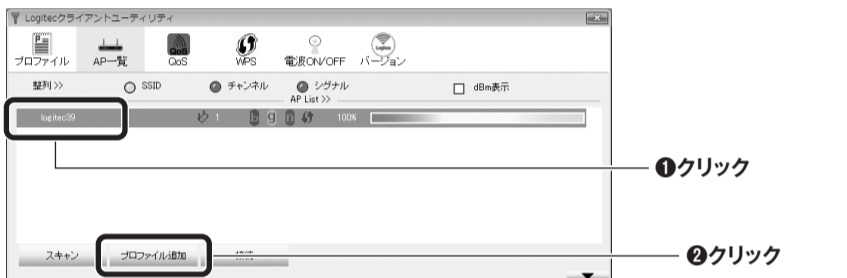 Logitecクライアントユーティリティ
プロファイル AP一覧 QoS WPS 電波ON/OFF バージョン
整列>> SSID チャンネル シグナル dBm表示
AP List >>
logitec39 1 b g n 100%
❶クリック
スキャン プロファイル追加
❷クリック